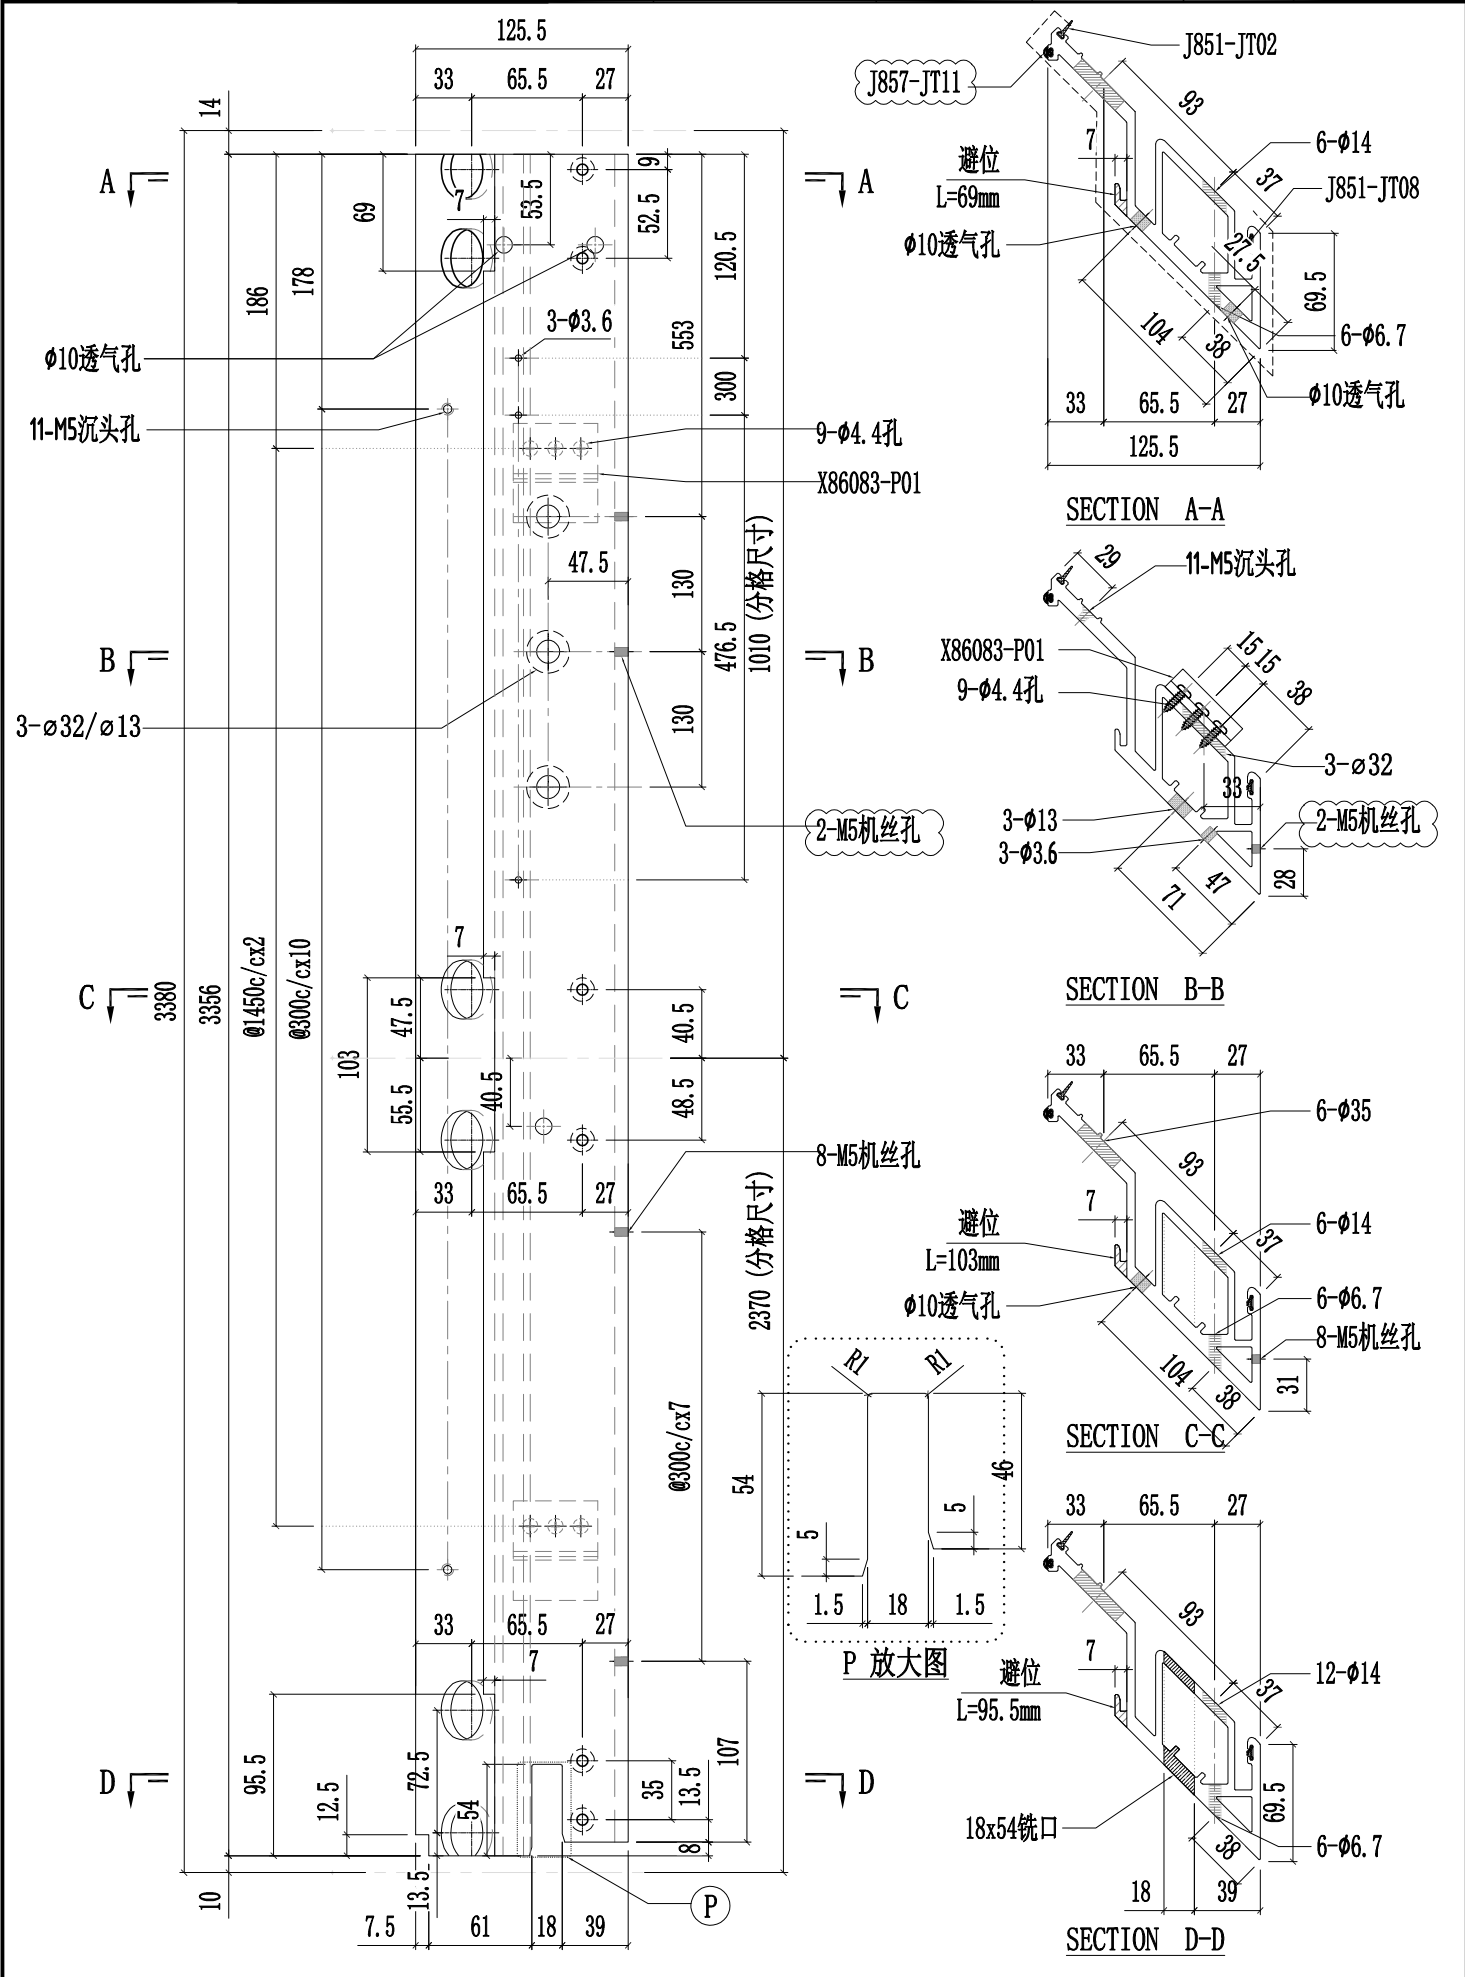 125.5
33
65.5
27
14
A
A
7
69
53.5
9
52.5
178
186
120.5
553
3-Φ3.6
300
Φ10透气孔
11-M5沉头孔
9-Φ4.4孔
X86083-P01
47.5
130
476.5
1010 (分格尺寸)
B
B
130
3-⌀32/⌀13
2-M5机丝孔
7
C
C
3380
3356
@1450c/cx2
@300c/cx10
103
47.5
55.5
40.5
40.5
48.5
8-M5机丝孔
33
65.5
27
2370 (分格尺寸)
@300c/cx7
R1
R1
54
46
5
5
1.5
18
1.5
P 放大图
33
65.5
27
7
D
D
95.5
12.5
72.5
54
35
13.5
107
8
10
13.5
P
7.5
61
18
39
J851-JT02
J857-JT11
93
7
避位
L=69mm
Φ10透气孔
6-Φ14
37
J851-JT08
27.5
69.5
104
38
6-Φ6.7
Φ10透气孔
33
65.5
27
125.5
SECTION A-A
29
11-M5沉头孔
X86083-P01
9-Φ4.4孔
15
15
38
3-⌀32
33
3-Φ13
3-Φ3.6
2-M5机丝孔
47
71
28
SECTION B-B
33
65.5
27
6-Φ35
93
7
避位
L=103mm
Φ10透气孔
6-Φ14
37
6-Φ6.7
8-M5机丝孔
104
38
31
SECTION C-C
33
65.5
27
93
7
避位
L=95.5mm
37
12-Φ14
69.5
18x54铣口
38
6-Φ6.7
18
39
SECTION D-D